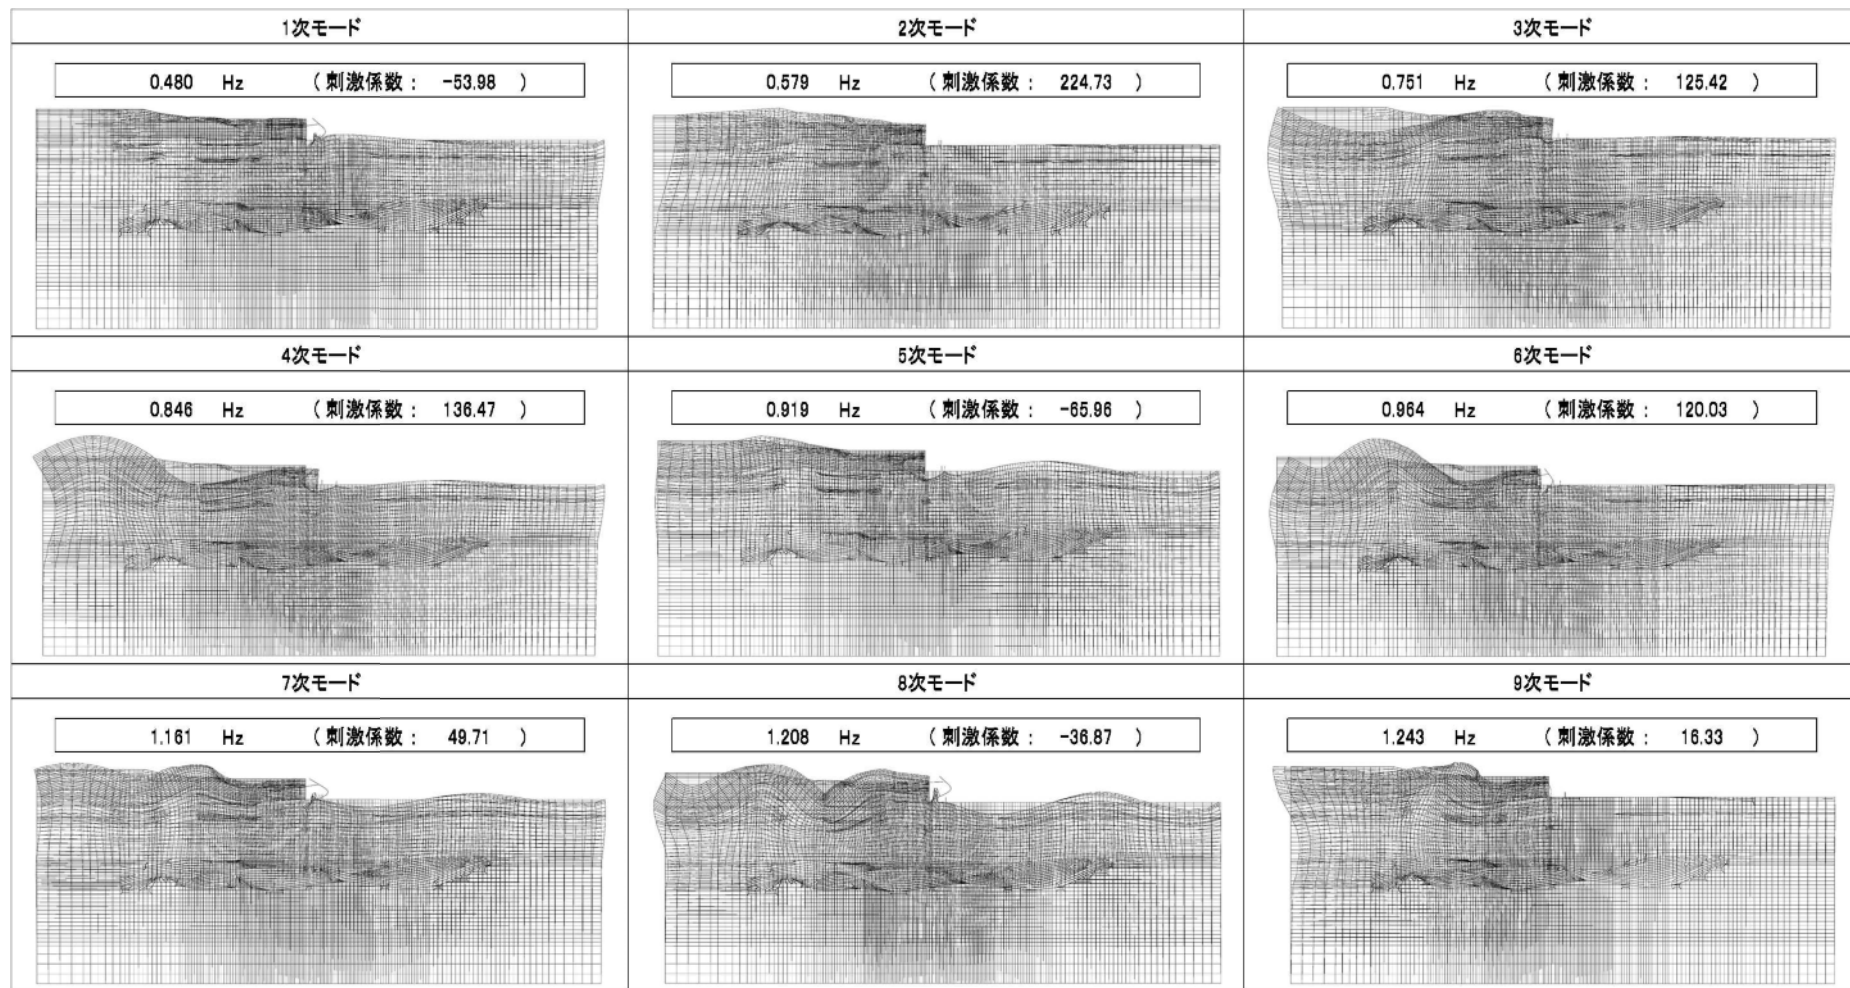 1次モード
2次モード
3次モード
0.480 Hz (刺激係数: -53.98 )
0.579 Hz (刺激係数: 224.73 )
0.751 Hz (刺激係数: 125.42 )
4次モード
5次モード
6次モード
0.846 Hz (刺激係数: 136.47 )
0.919 Hz (刺激係数: -65.96 )
0.964 Hz (刺激係数: 120.03 )
7次モード
8次モード
9次モード
1.161 Hz (刺激係数: 49.71 )
1.208 Hz (刺激係数: -36.87 )
1.243 Hz (刺激係数: 16.33 )